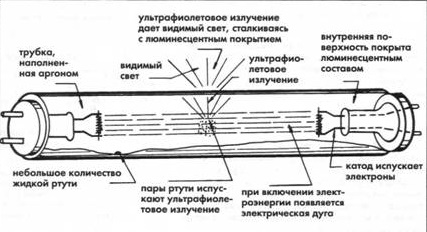 ультрафиолетовое излучение
дает видимый свет, сталкиваясь
с люминесцентным покрытием
трубка,
наполнен-
ная аргоном
видимый
свет
ультрафио-
летовое
излучение
внутренняя по-
верхность покрыта
люминесцентным
составом
небольшое количество
жидкой ртути
пары ртути испус-
кают ультрафиоле-
товое излучение
при включении элект-
роэнергии появляется
электрическая дуга
катод испускает
электроны